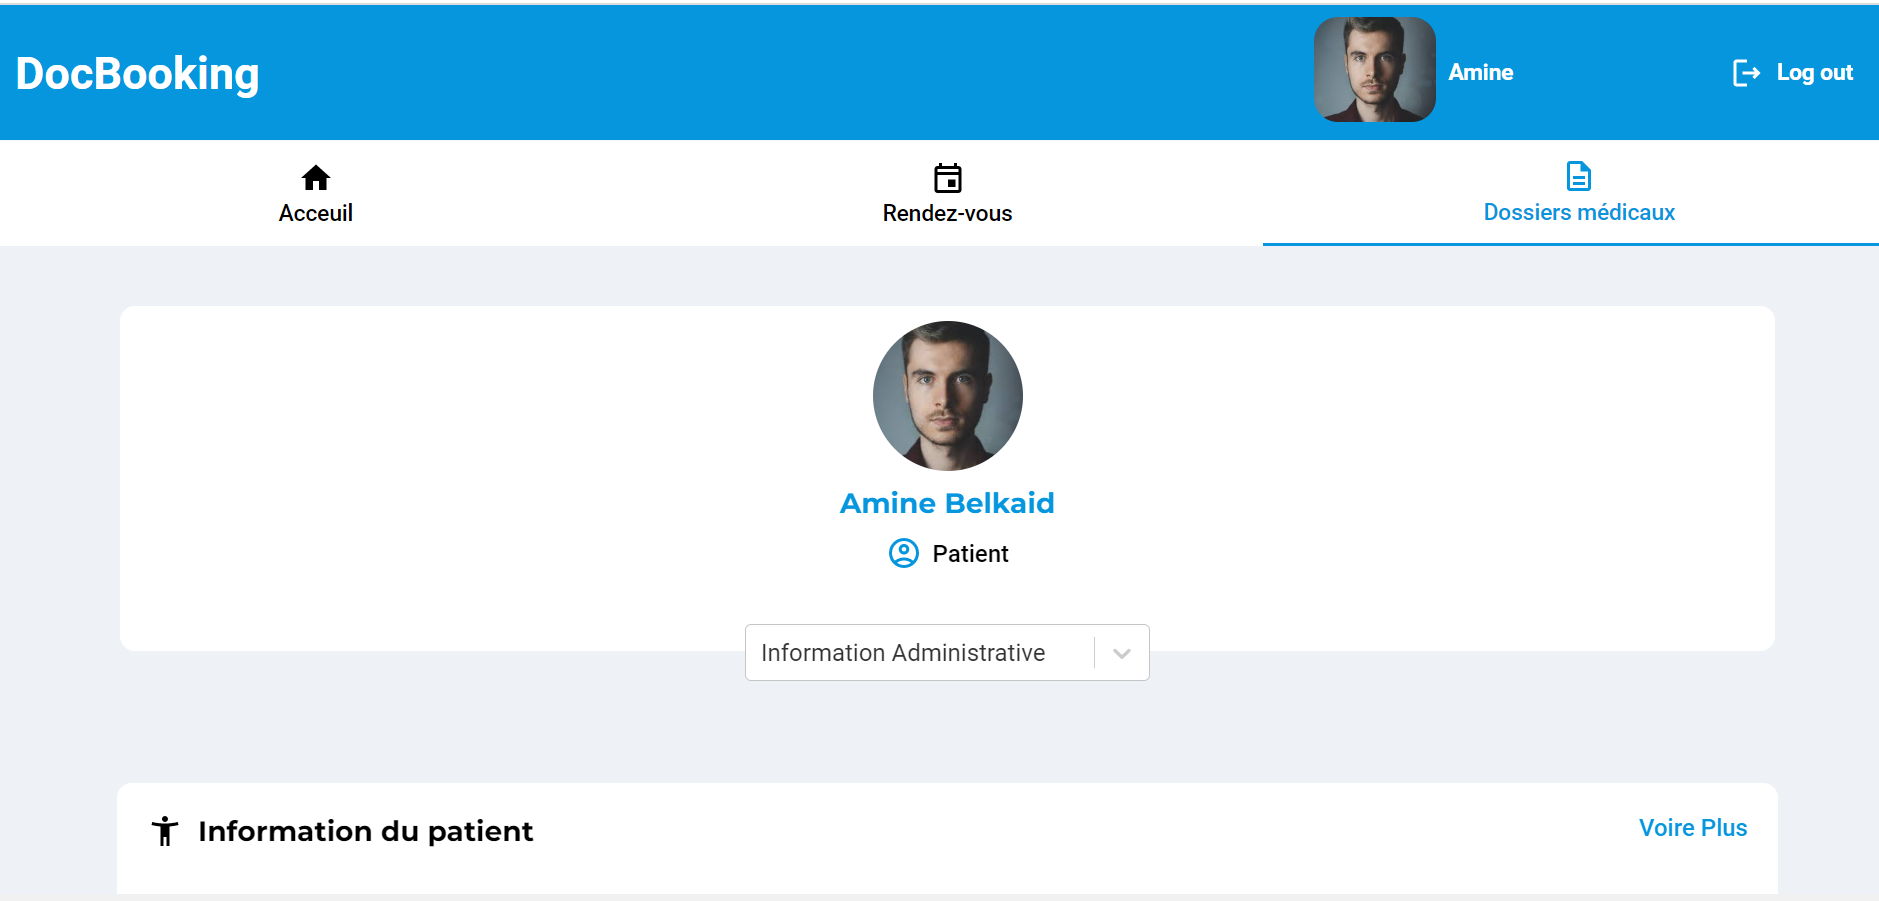 DocBooking
Amine
Log out
Acceuil
Rendez-vous
Dossiers médicaux
Amine Belkaid
Patient
Information Administrative
Information du patient
Voire Plus